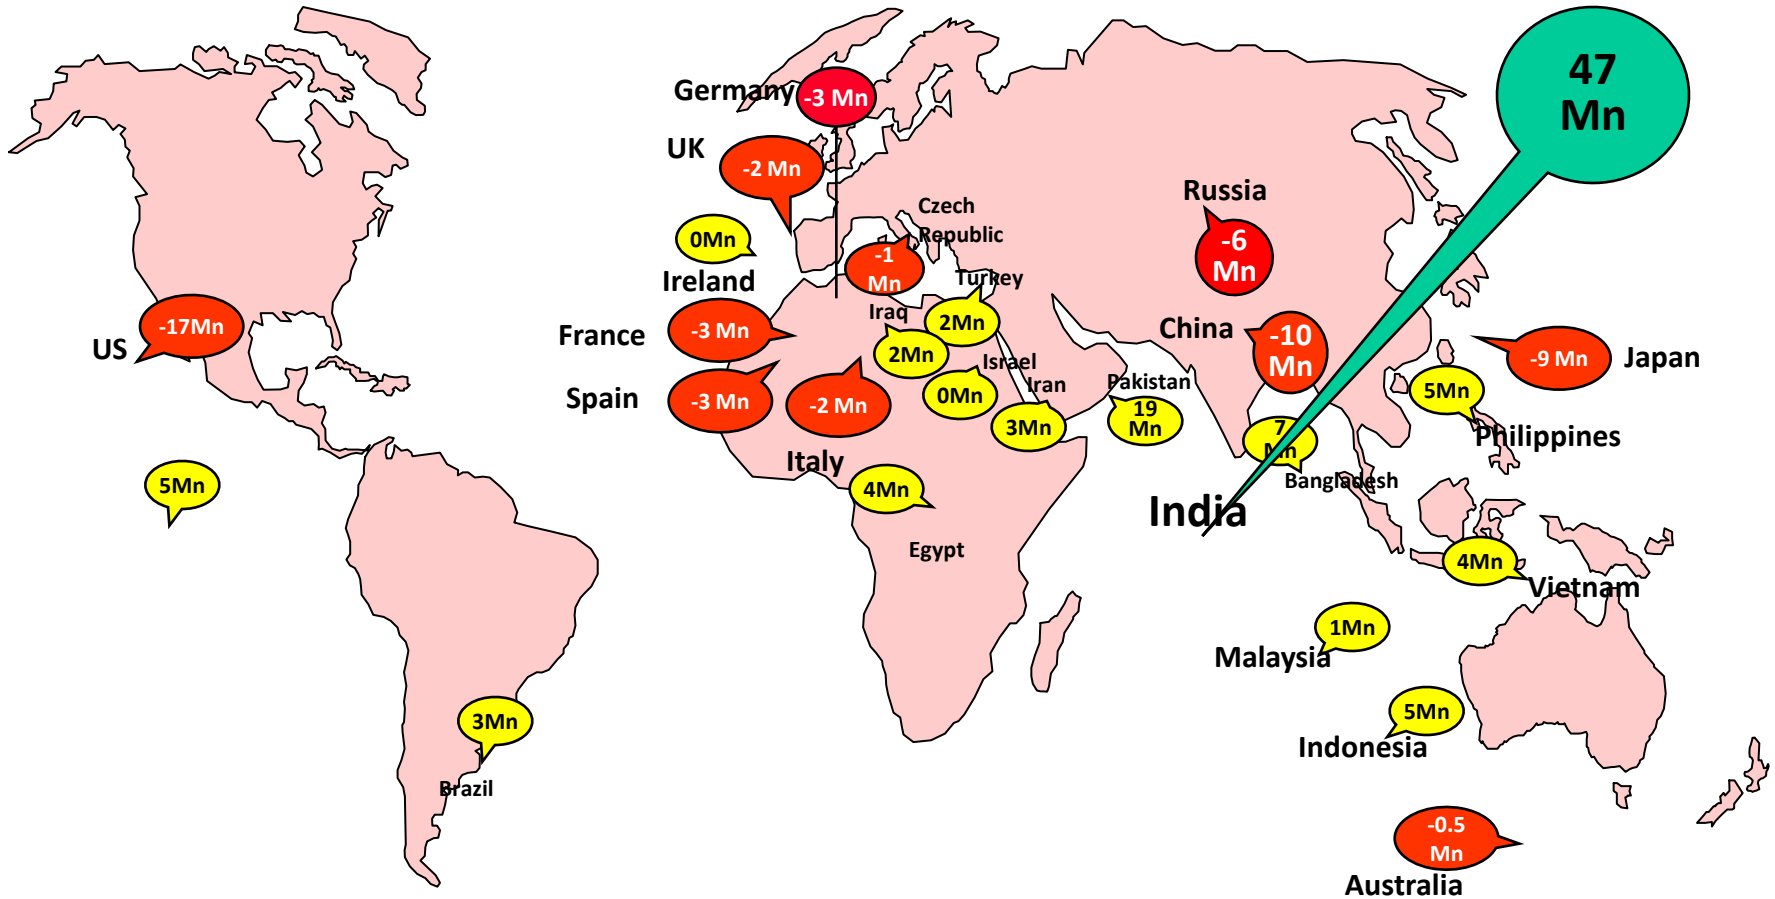 47
Mn
Germany
-3 Mn
UK
-2 Mn
Russia
Czech
Republic
0Mn
-6
Mn
-1
Mn
Ireland
Turkey
-17Mn
US
France
-3 Mn
Iraq
2Mn
2Mn
China
-10
Mn
-9 Mn
Japan
Israel
Iran
Pakistan
5Mn
Spain
-3 Mn
-2 Mn
0Mn
3Mn
19
Mn
7
Mn
Philippines
Italy
Bangladesh
5Mn
4Mn
India
Egypt
4Mn
Vietnam
1Mn
Malaysia
3Mn
5Mn
Indonesia
Brazil
-0.5
Mn
Australia